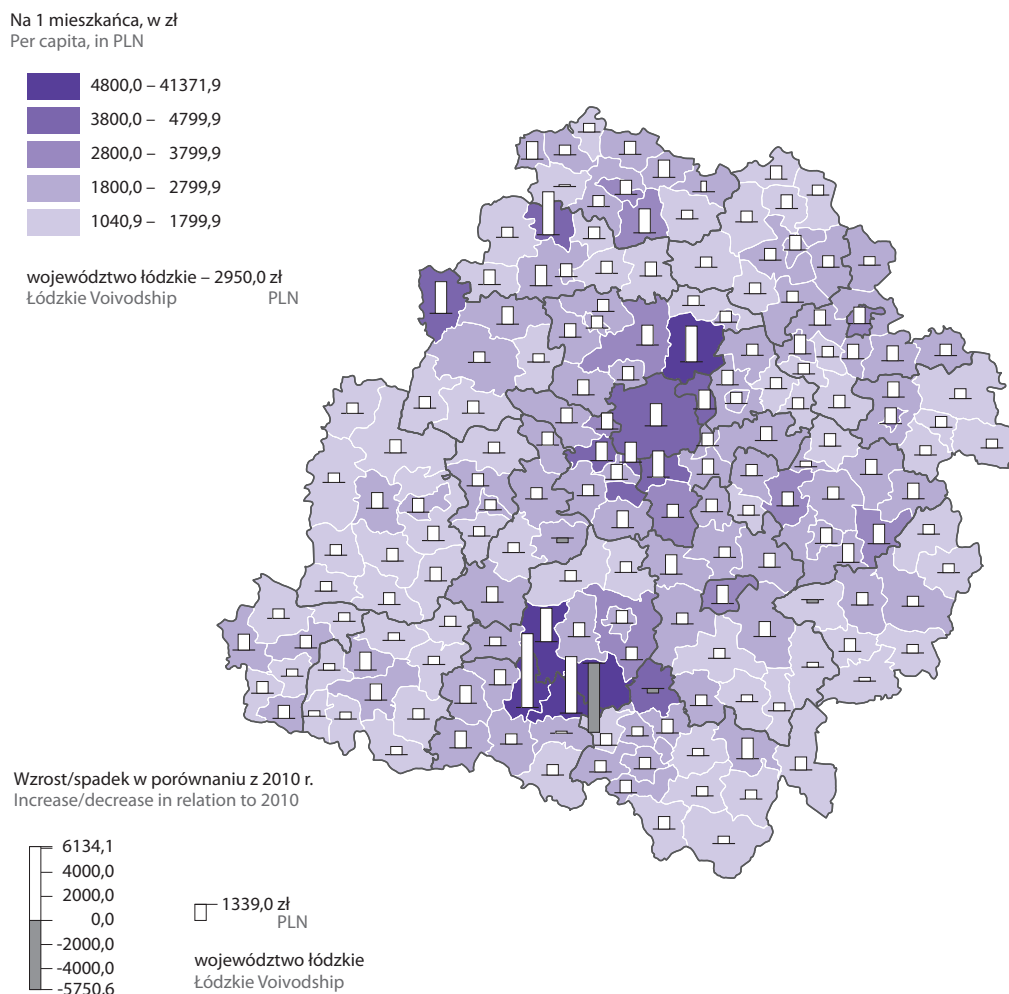 Na 1 mieszkańca, w zł
Per capita, in PLN
4800,0 – 41371,9
3800,0 – 4799,9
2800,0 – 3799,9
1800,0 – 2799,9
1040,9 – 1799,9
województwo łódzkie – 2950,0 zł
Łódzkie Voivodship PLN
Wzrost/spadek w porównaniu z 2010 r.
Increase/decrease in relation to 2010
6134,1
4000,0
2000,0
0,0
-2000,0
-4000,0
-5750,6
1339,0 zł
PLN
województwo łódzkie
Łódzkie Voivodship